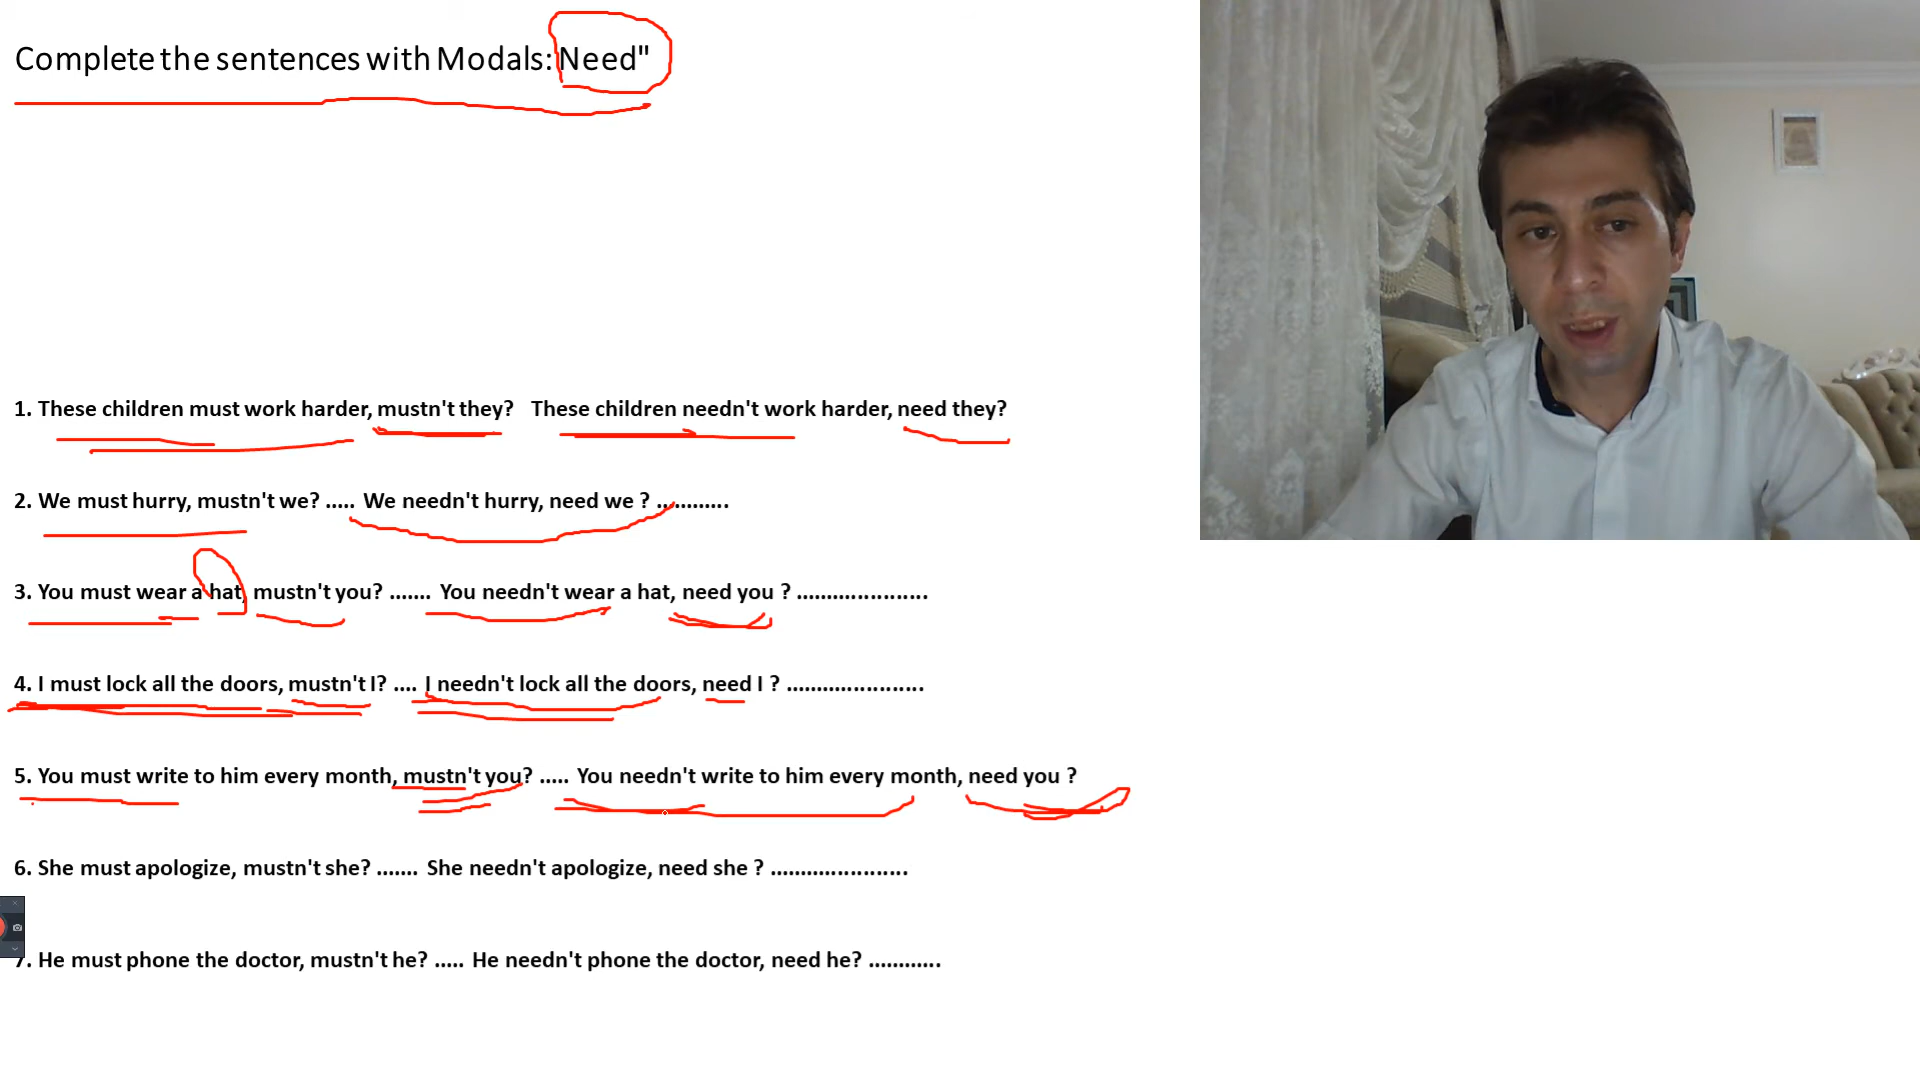 Complete the sentences with Modals: Need"
1. These children must work harder, mustn't they? These children needn't work harder, need they?
2. We must hurry, mustn't we? ..... We needn't hurry, need we ? ............
3. You must wear a hat, mustn't you? ....... You needn't wear a hat, need you ? ......................
4. I must lock all the doors, mustn't I? .... I needn't lock all the doors, need I ? .......................
5. You must write to him every month, mustn't you? ..... You needn't write to him every month, need you ?
6. She must apologize, mustn't she? ....... She needn't apologize, need she ? .......................
7. He must phone the doctor, mustn't he? ..... He needn't phone the doctor, need he? ............